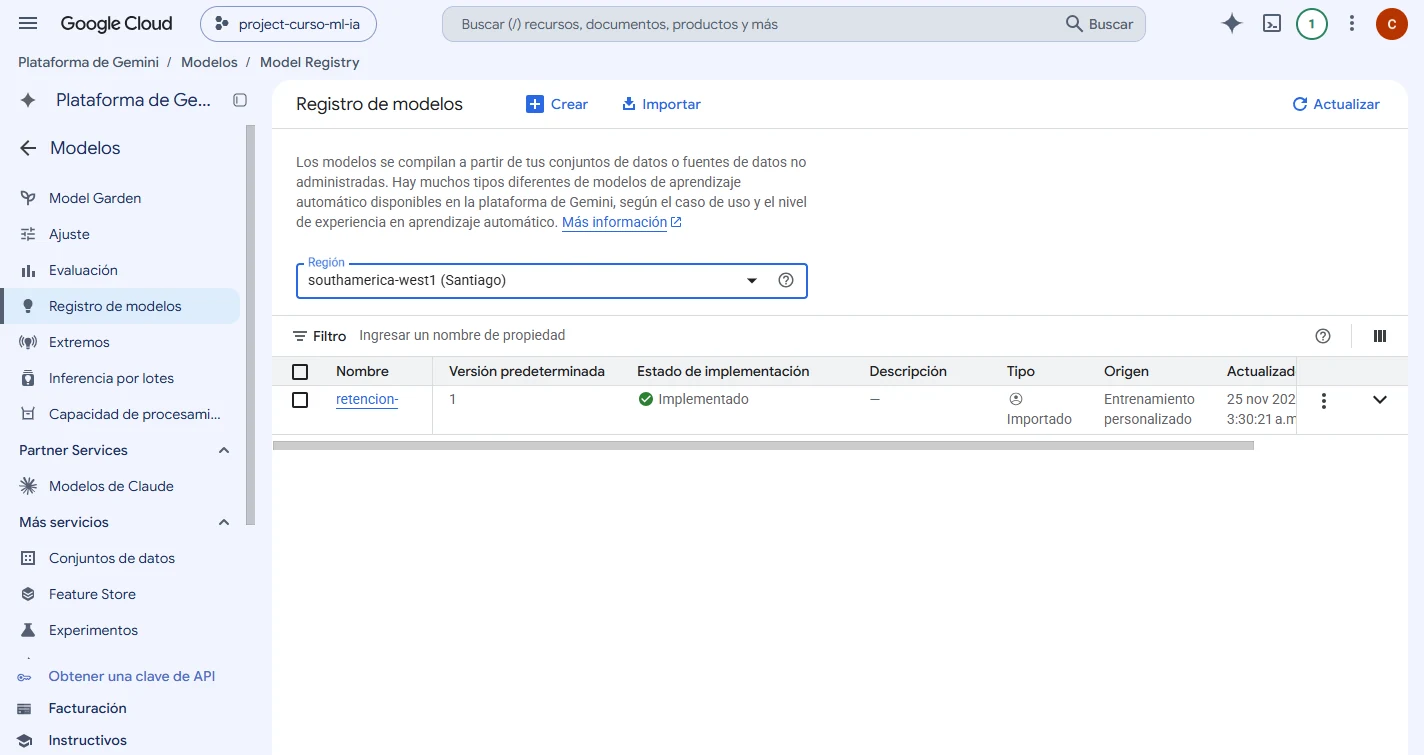 Google Cloud
project-curso-ml-ia
Buscar (/) recursos, documentos, productos y más
Buscar
1
C
Plataforma de Gemini / Modelos / Model Registry
Plataforma de Ge...
Modelos
Model Garden
Ajuste
Evaluación
Registro de modelos
Extremos
Inferencia por lotes
Capacidad de procesami...
Partner Services
Modelos de Claude
Más servicios
Conjuntos de datos
Feature Store
Experimentos
Obtener una clave de API
Facturación
Instructivos
Registro de modelos
Crear
Importar
Actualizar
Los modelos se compilan a partir de tus conjuntos de datos o fuentes de datos no
administradas. Hay muchos tipos diferentes de modelos de aprendizaje
automático disponibles en la plataforma de Gemini, según el caso de uso y el nivel
de experiencia en aprendizaje automático. Más información
Región
southamerica-west1 (Santiago)
Filtro Ingresar un nombre de propiedad
Nombre Versión predeterminada Estado de implementación Descripción Tipo Origen Actualizad
retencion- 1 Implementado — Importado Entrenamiento personalizado 25 nov 202 3:30:21 a.m